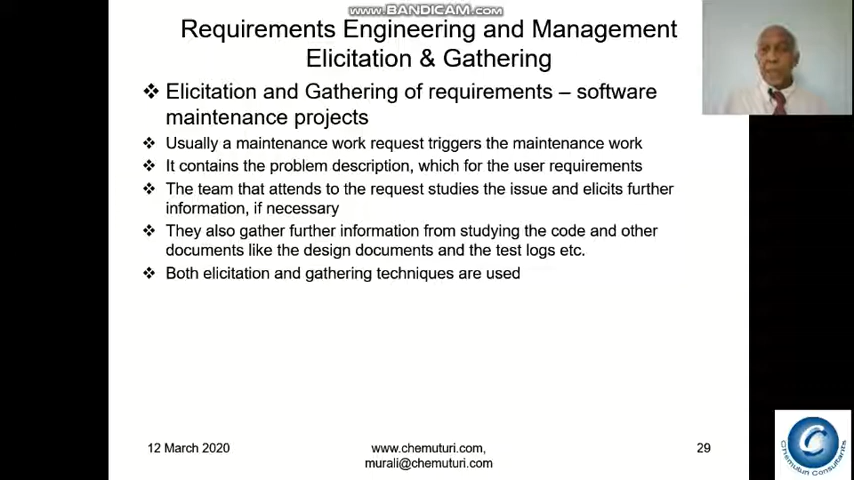 WWW.BANDICAM.COM
Requirements Engineering and Management
Elicitation & Gathering
❖ Elicitation and Gathering of requirements – software
maintenance projects
❖ Usually a maintenance work request triggers the maintenance work
❖ It contains the problem description, which for the user requirements
❖ The team that attends to the request studies the issue and elicits further
information, if necessary
❖ They also gather further information from studying the code and other
documents like the design documents and the test logs etc.
❖ Both elicitation and gathering techniques are used
12 March 2020
www.chemuturi.com,
murali@chemuturi.com
29
Chemuturi Consultants